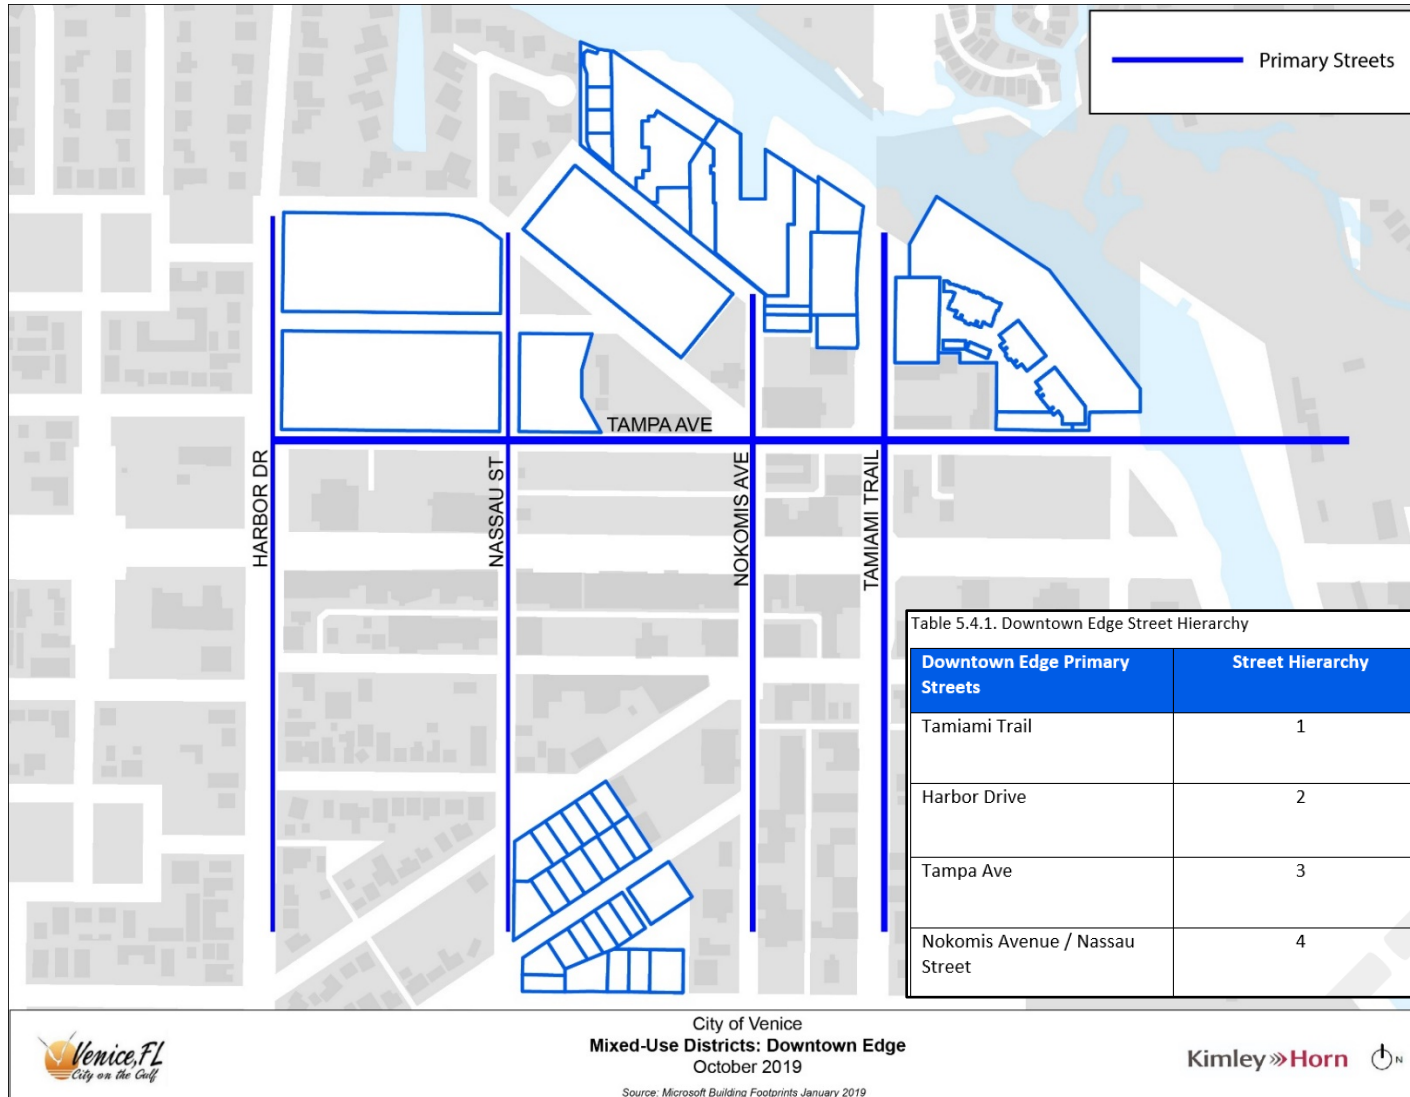 Primary Streets
TAMPA AVE
HARBOR DR
NASSAU ST
NOKOMIS AVE
TAMIAMI TRAIL
Table 5.4.1. Downtown Edge Street Hierarchy
Downtown Edge Primary
Streets
Street Hierarchy
Tamiami Trail
1
Harbor Drive
2
Tampa Ave
3
Nokomis Avenue / Nassau
Street
4
Venice, FL
City on the Gulf
City of Venice
Mixed-Use Districts: Downtown Edge
October 2019
Source: Microsoft Building Footprints January 2019
Kimley»Horn
N